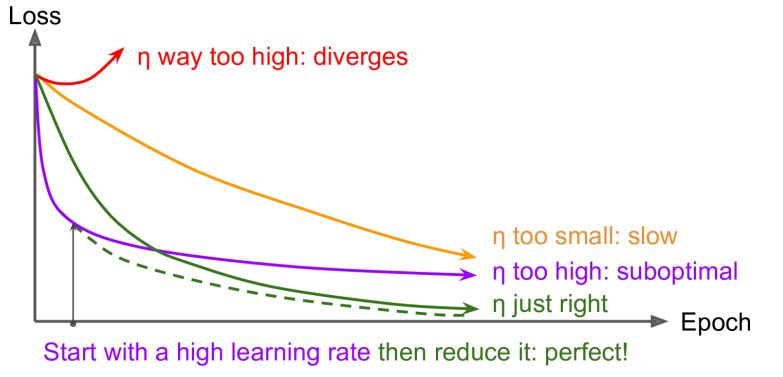 Loss
η way too high: diverges
η too small: slow
η too high: suboptimal
η just right
Epoch
Start with a high learning rate then reduce it: perfect!